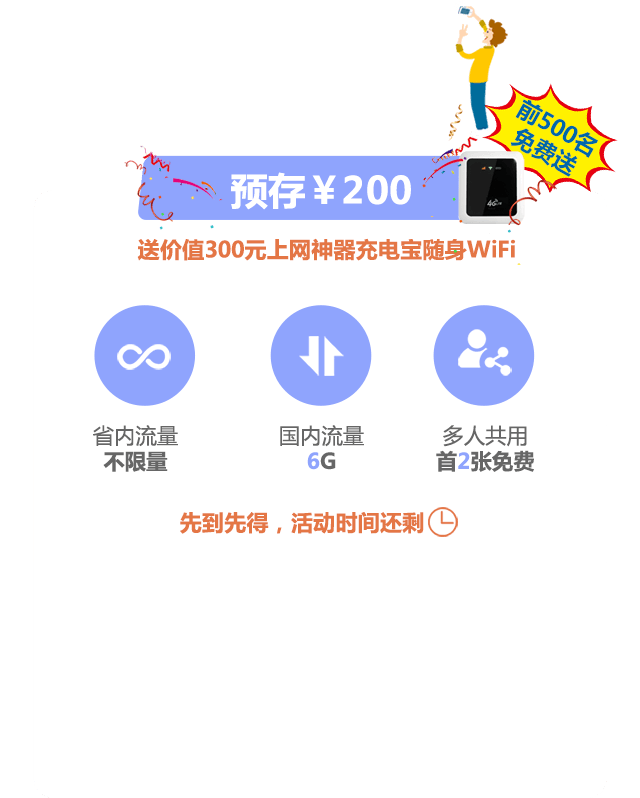 前500名
免费送
预存￥200
4G
送价值300元上网神器充电宝随身WiFi
省内流量
不限量
国内流量
6G
多人共用
首2张免费
先到先得，活动时间还剩